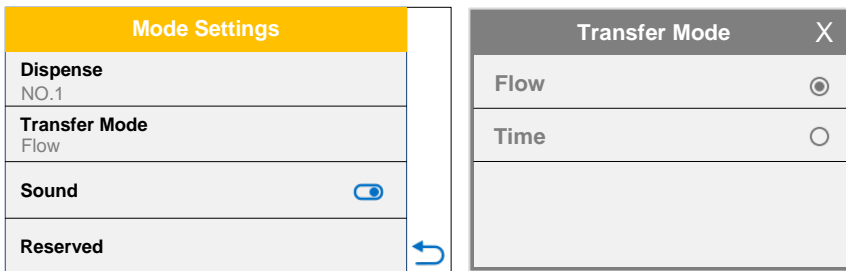 Mode Settings
Dispense
NO.1
Transfer Mode
Flow
Sound
Reserved
Transfer Mode X
Flow
Time